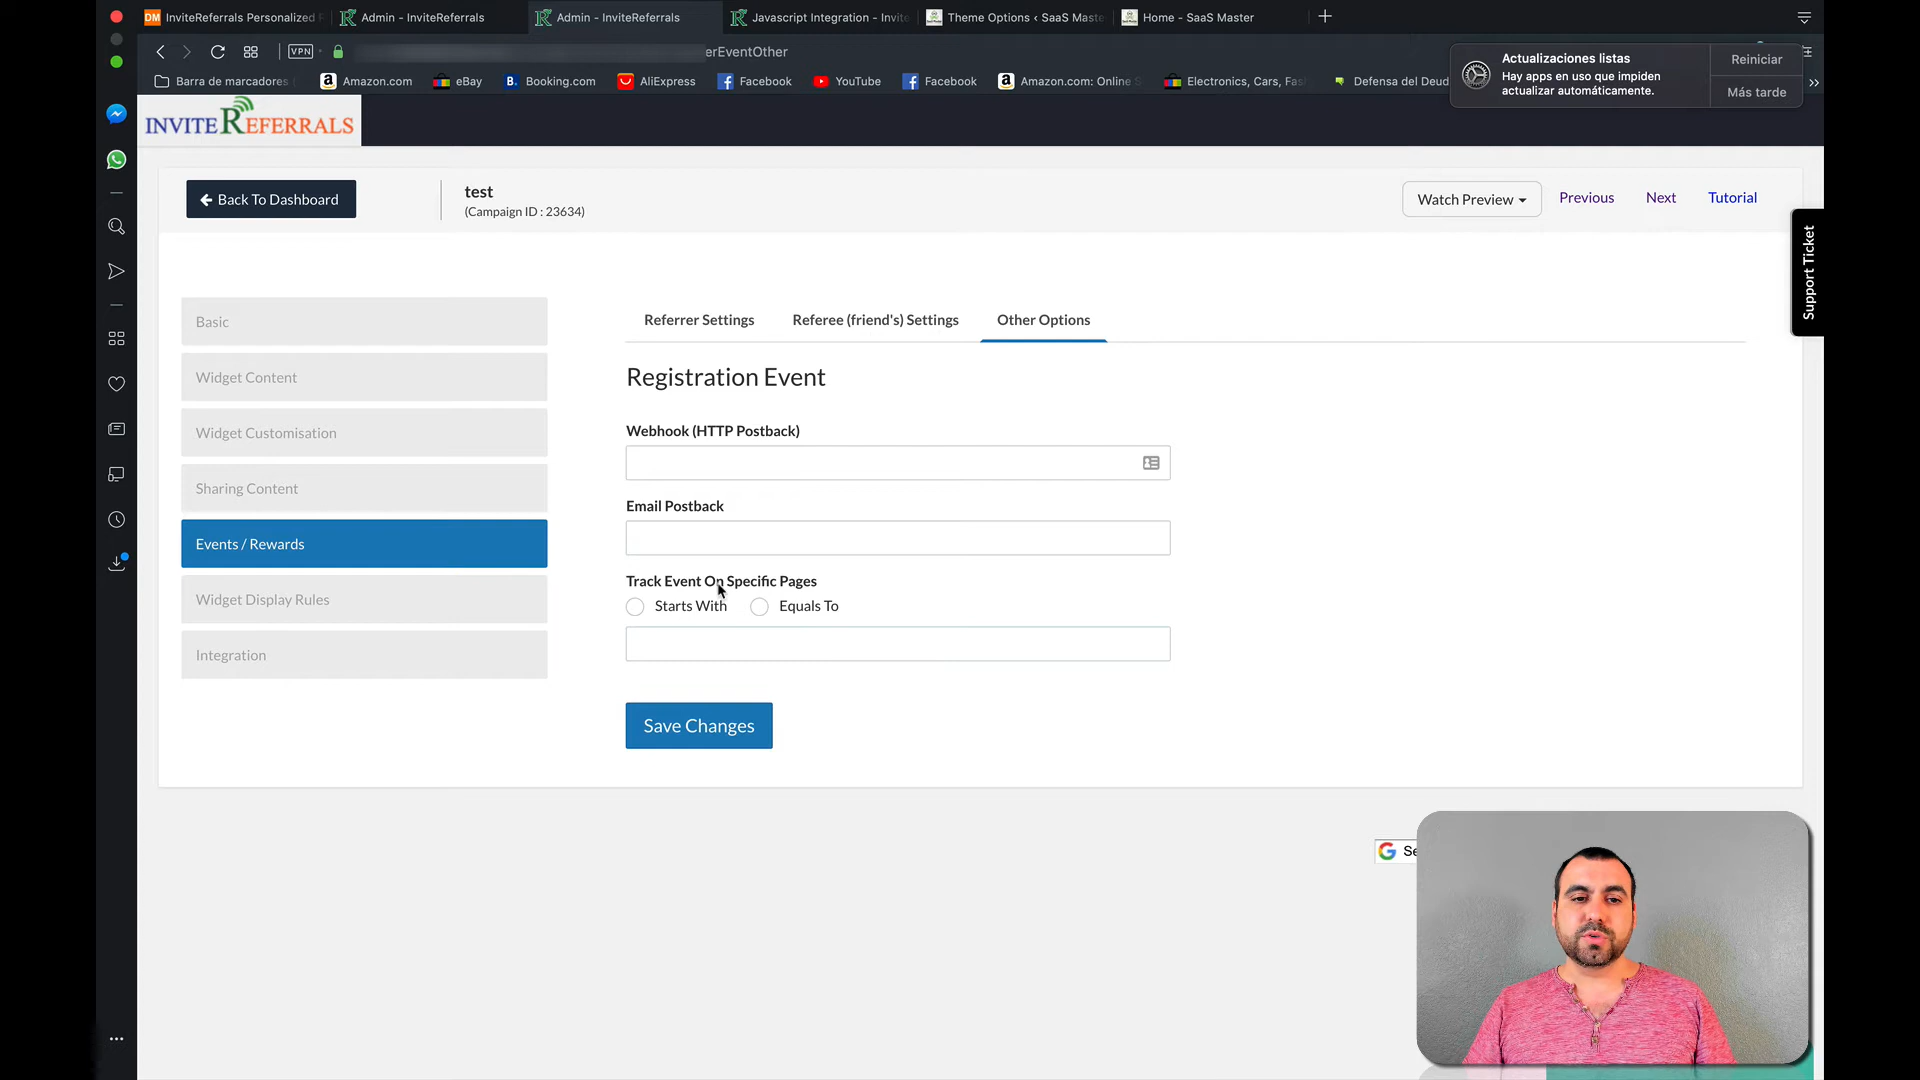 InviteReferrals Personalized
Admin - InviteReferrals
Admin - InviteReferrals
Javascript Integration - Invite
Theme Options ‹ SaaS Maste
Home - SaaS Master
VPN
erEventOther
Barra de marcadores
Amazon.com
eBay
Booking.com
AliExpress
Facebook
YouTube
Facebook
Amazon.com: Online S
Electronics, Cars, Fas
Defensa del Deud
Actualizaciones listas
Hay apps en uso que impiden
actualizar automáticamente.
Reiniciar
Más tarde
INVITEREFERRALS
Back To Dashboard
test
(Campaign ID : 23634)
Watch Preview
Previous
Next
Tutorial
Support Ticket
Basic
Widget Content
Widget Customisation
Sharing Content
Events / Rewards
Widget Display Rules
Integration
Referrer Settings
Referee (friend's) Settings
Other Options
Registration Event
Webhook (HTTP Postback)
Email Postback
Track Event On Specific Pages
Starts With
Equals To
Save Changes
Se